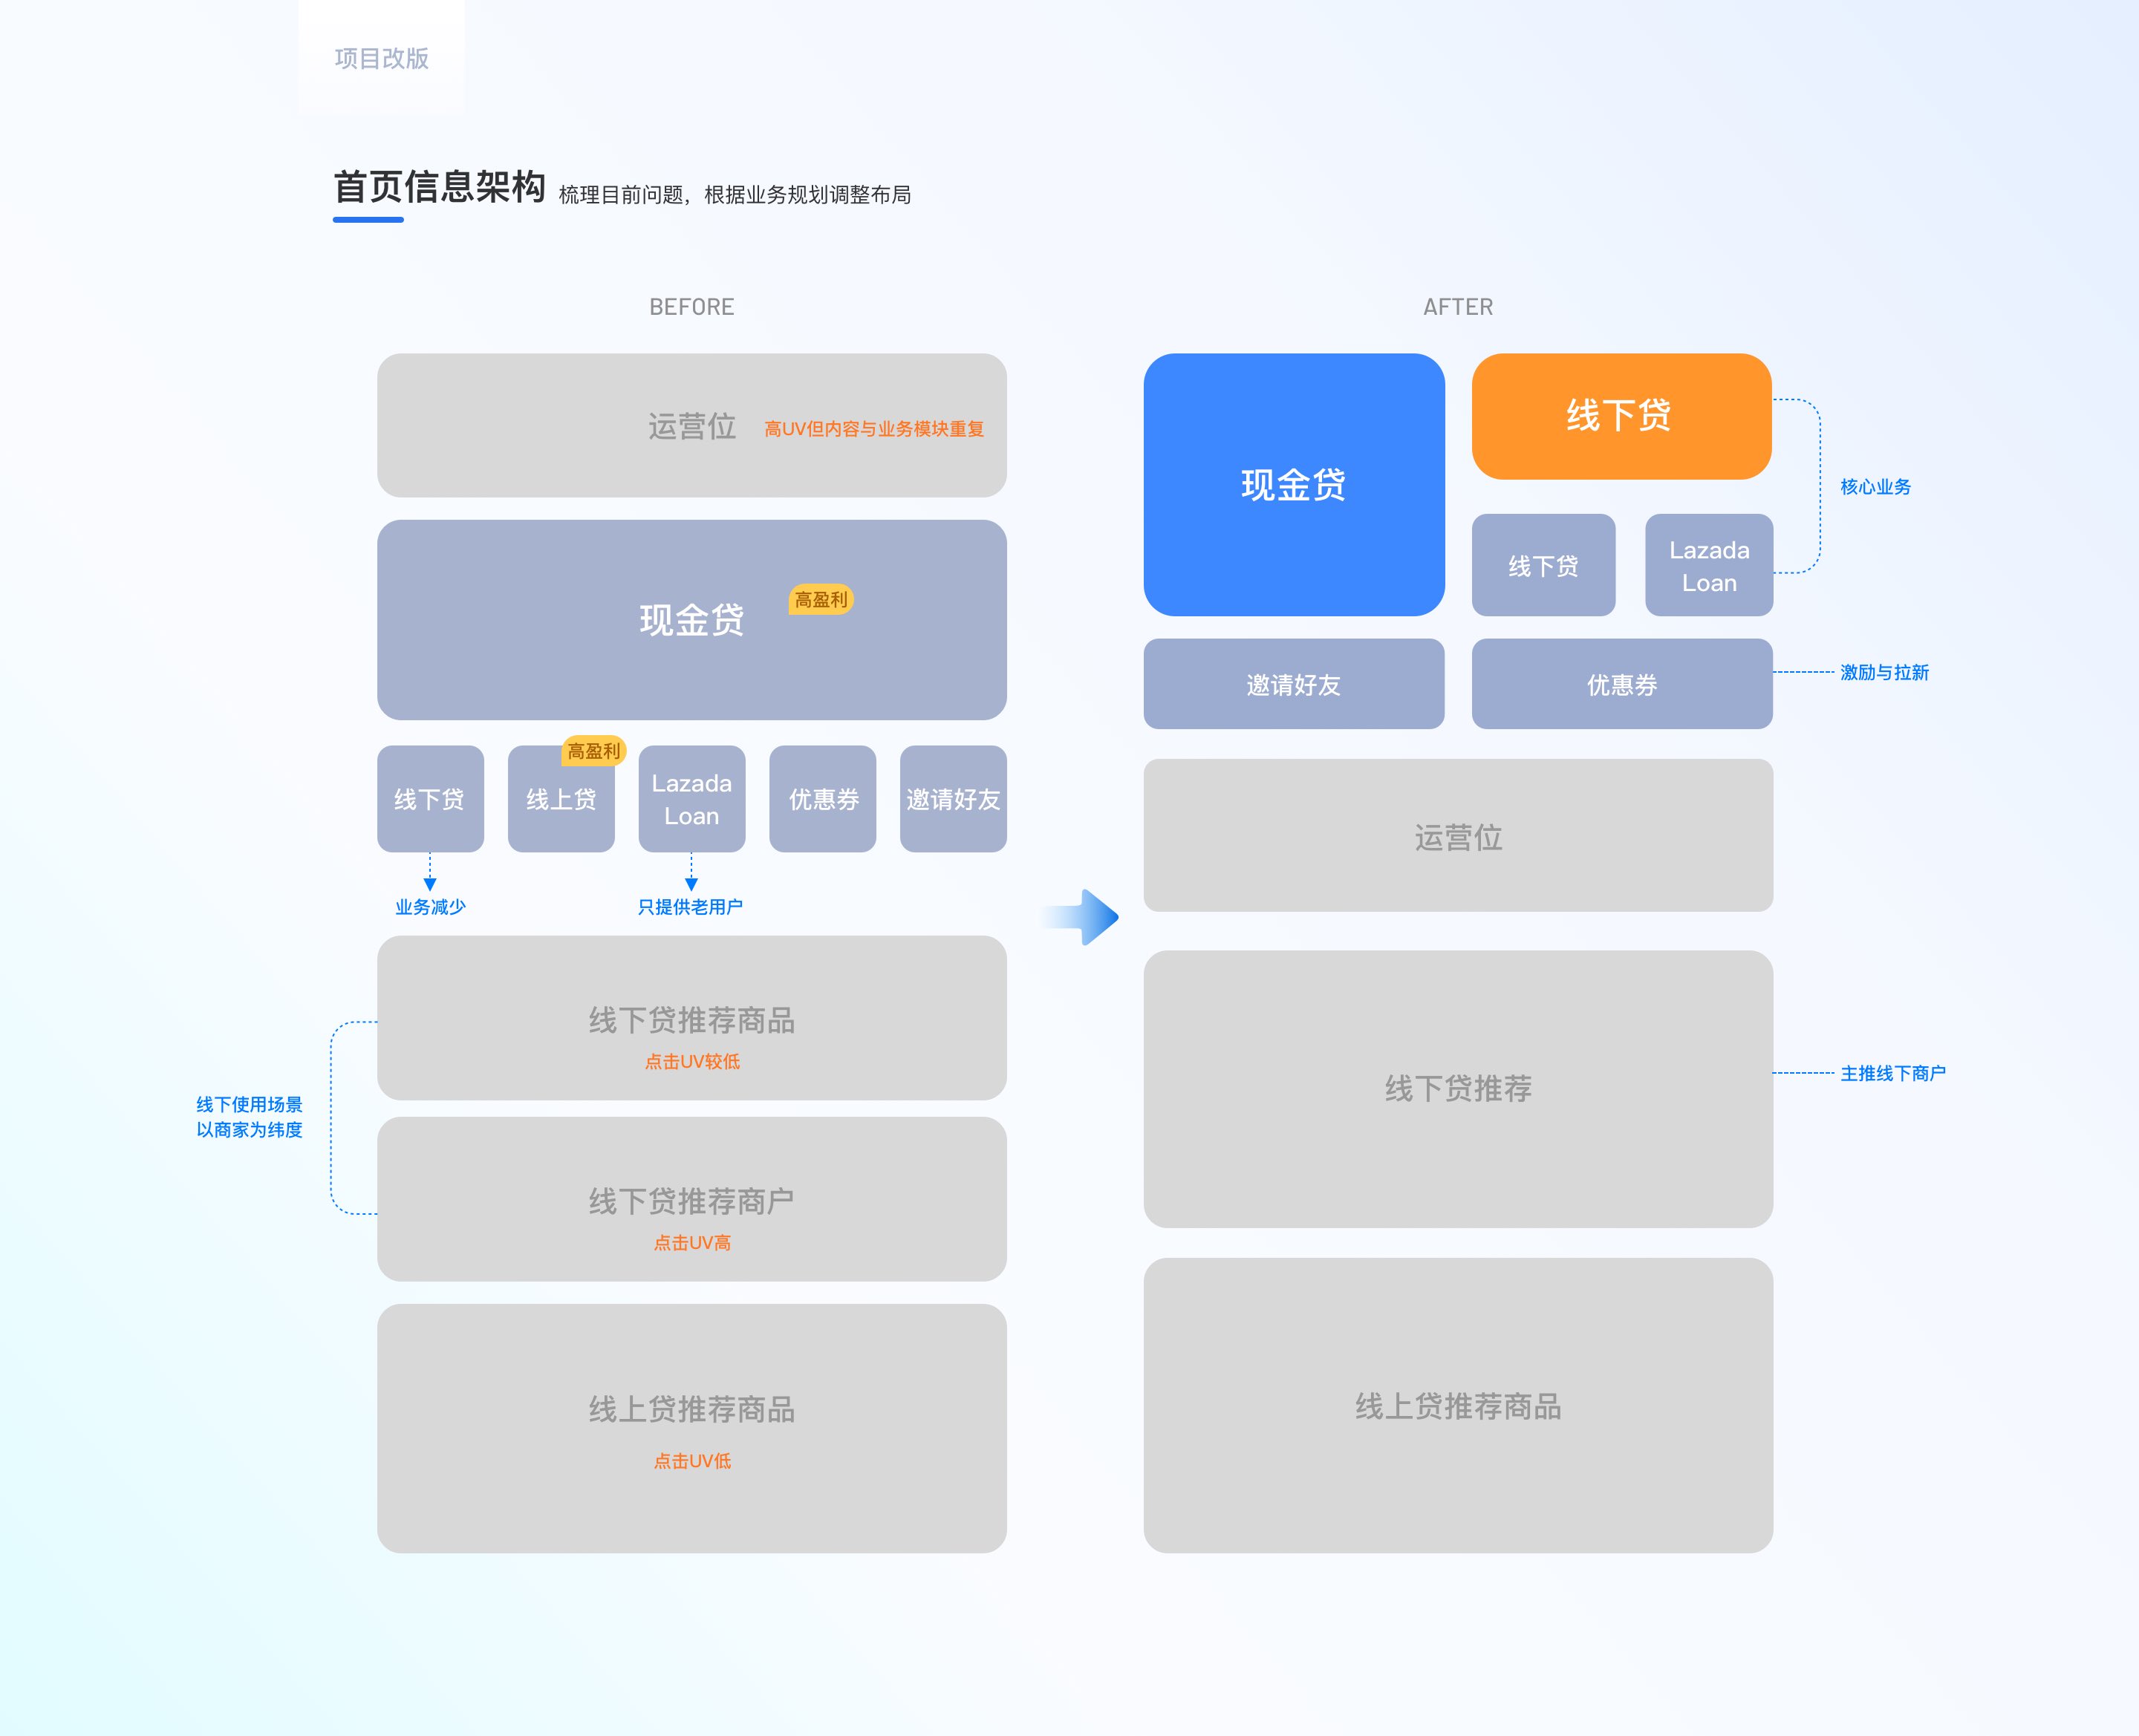 项目改版
首页信息架构 梳理目前问题，根据业务规划调整布局
BEFORE
运营位 高UV但内容与业务模块重复
现金贷 高盈利
高盈利
线下贷
线上贷
Lazada
Loan
优惠券
邀请好友
业务减少
只提供老用户
线下贷推荐商品
点击UV较低
线下使用场景
以商家为纬度
线下贷推荐商户
点击UV高
线上贷推荐商品
点击UV低
AFTER
现金贷
线下贷
线下贷
Lazada
Loan
核心业务
邀请好友
优惠券
激励与拉新
运营位
线下贷推荐
主推线下商户
线上贷推荐商品